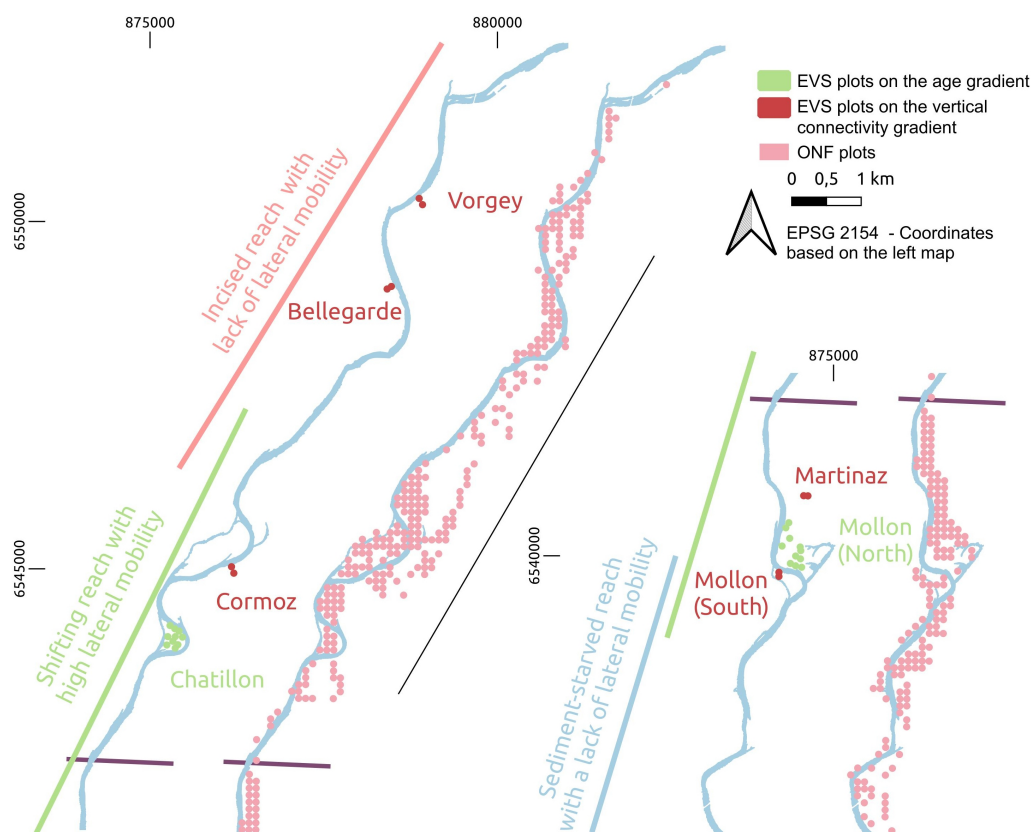 875000
880000
EVS plots on the age gradient
EVS plots on the vertical
connectivity gradient
ONF plots
0 0,5 1 km
EPSG 2154 - Coordinates
based on the left map
6550000
Incised reach with
lack of lateral mobility
Vorgey
Bellegarde
875000
6545000
Shifting reach with
high lateral mobility
Cormoz
Chatillon
6540000
Sediment-starved reach
with a lack of lateral mobility
Martinaz
Mollon
(North)
Mollon
(South)